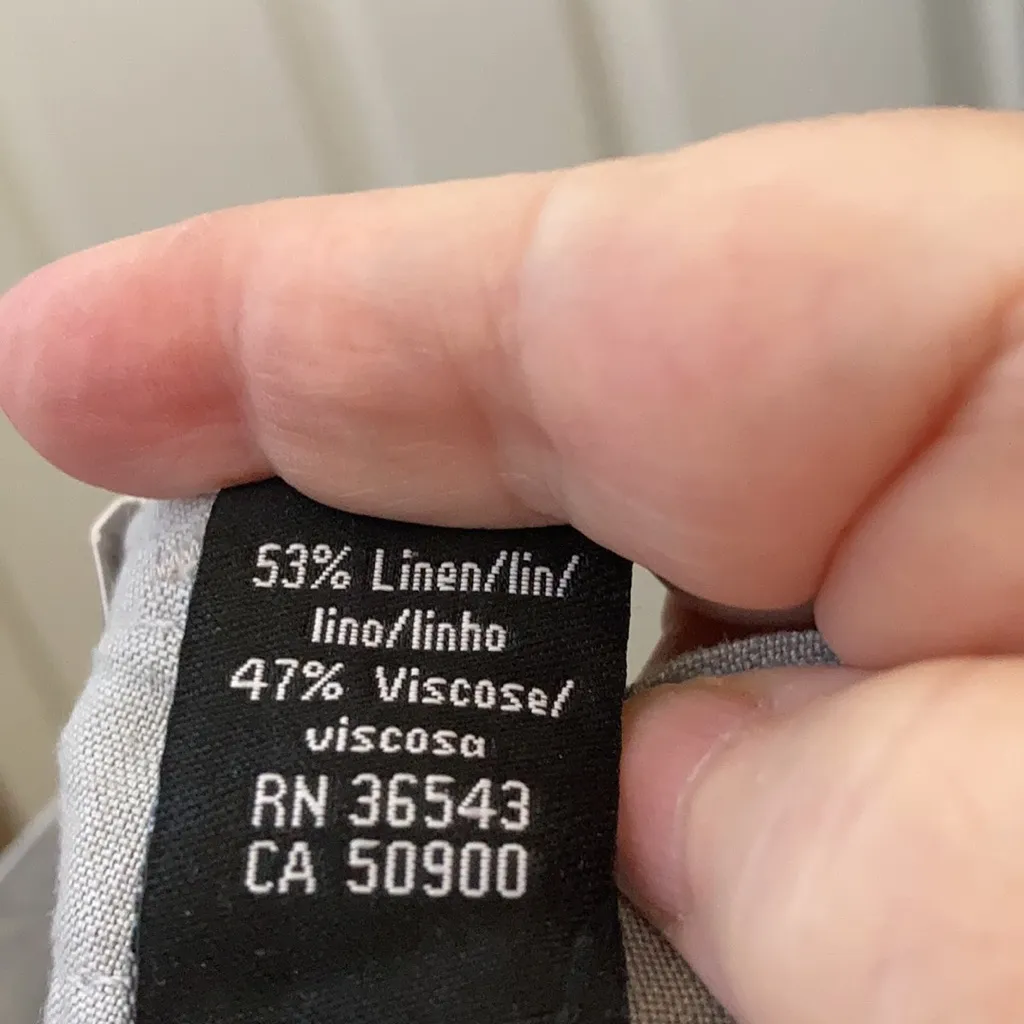 53% Linen/lin/
lino/linho
47% Viscose/
viscosa
RN 36543
CA 50900